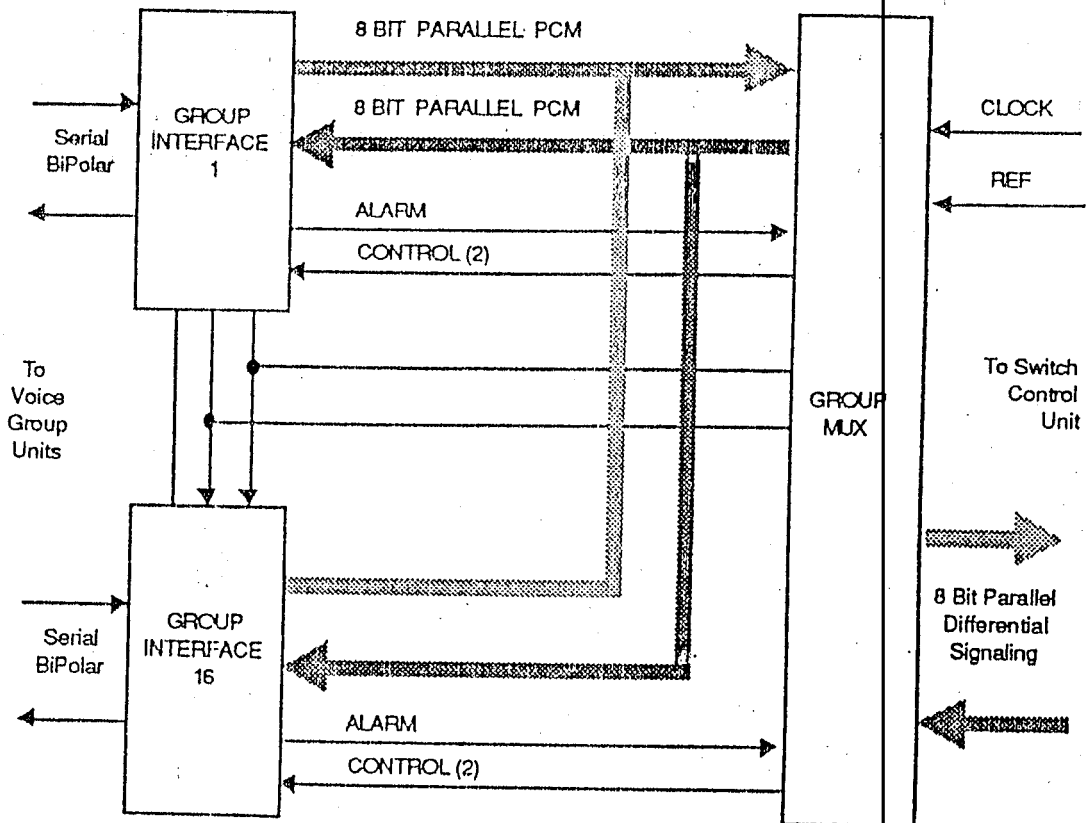 8 BIT PARALLEL PCM
8 BIT PARALLEL PCM
GROUP
INTERFACE
1
Serial
BiPolar
CLOCK
REF
ALARM
CONTROL (2)
To
Voice
Group
Units
GROUP
MUX
To Switch
Control
Unit
8 Bit Parallel
Differential
Signaling
GROUP
INTERFACE
16
Serial
BiPolar
ALARM
CONTROL (2)